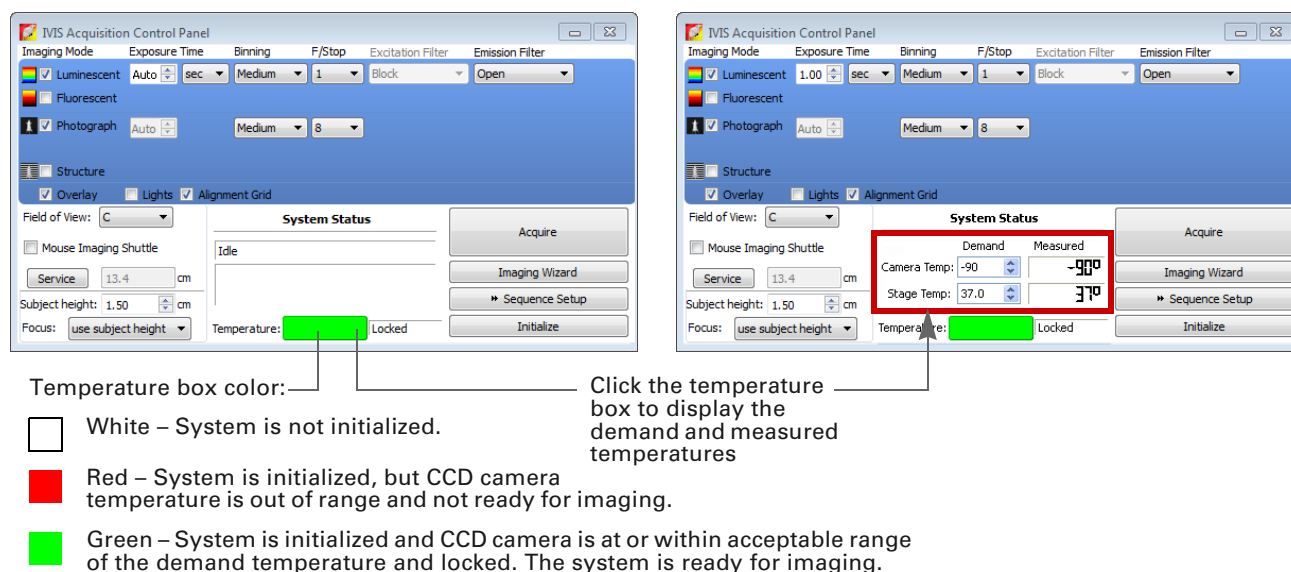 IVIS Acquisition Control Panel
Imaging Mode Exposure Time Binning F/Stop Excitation Filter Emission Filter
Luminescent Auto sec Medium 1 Block Open
Fluorescent
Photograph Auto Medium 8
Structure
Overlay Lights Alignment Grid
Field of View: C
System Status
Acquire
Mouse Imaging Shuttle
Idle
Imaging Wizard
Service 13.4 cm
Sequence Setup
Subject height: 1.50 cm
Focus: use subject height
Temperature: Locked
Initialize
IVIS Acquisition Control Panel
Imaging Mode Exposure Time Binning F/Stop Excitation Filter Emission Filter
Luminescent 1.00 sec Medium 1 Block Open
Fluorescent
Photograph Auto Medium 8
Structure
Overlay Lights Alignment Grid
Field of View: C
System Status
Acquire
Mouse Imaging Shuttle
Demand Measured
Camera Temp: -90 -90º
Imaging Wizard
Service 13.4 cm
Stage Temp: 37.0 37º
Sequence Setup
Subject height: 1.50 cm
Focus: use subject height
Temperature: Locked
Initialize
Temperature box color:
Click the temperature
box to display the
demand and measured
temperatures
White – System is not initialized.
Red – System is initialized, but CCD camera
temperature is out of range and not ready for imaging.
Green – System is initialized and CCD camera is at or within acceptable range
of the demand temperature and locked. The system is ready for imaging.